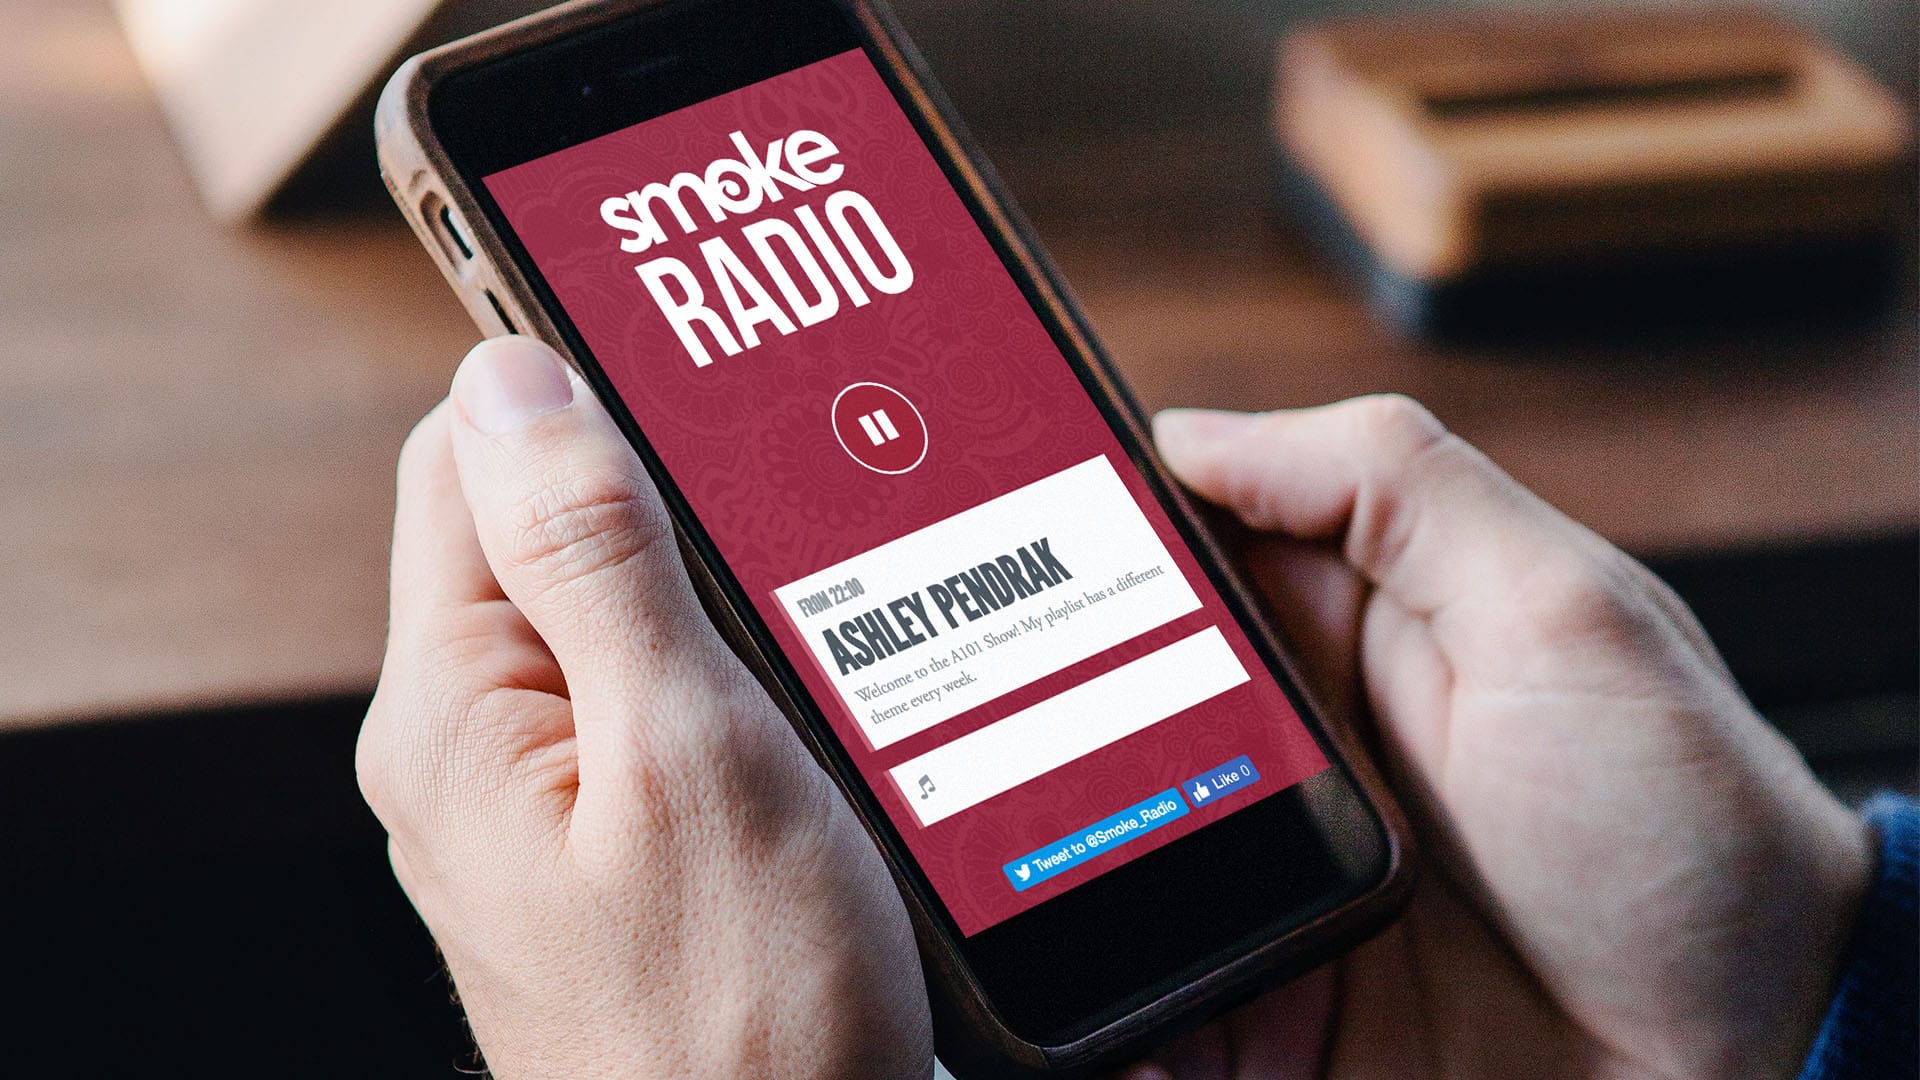 smoke
RADIO
FROM 22:00
ASHLEY PENDRAK
Welcome to the A101 Show! My playlist has a different
theme every week.
Tweet to @Smoke_Radio
Like 0